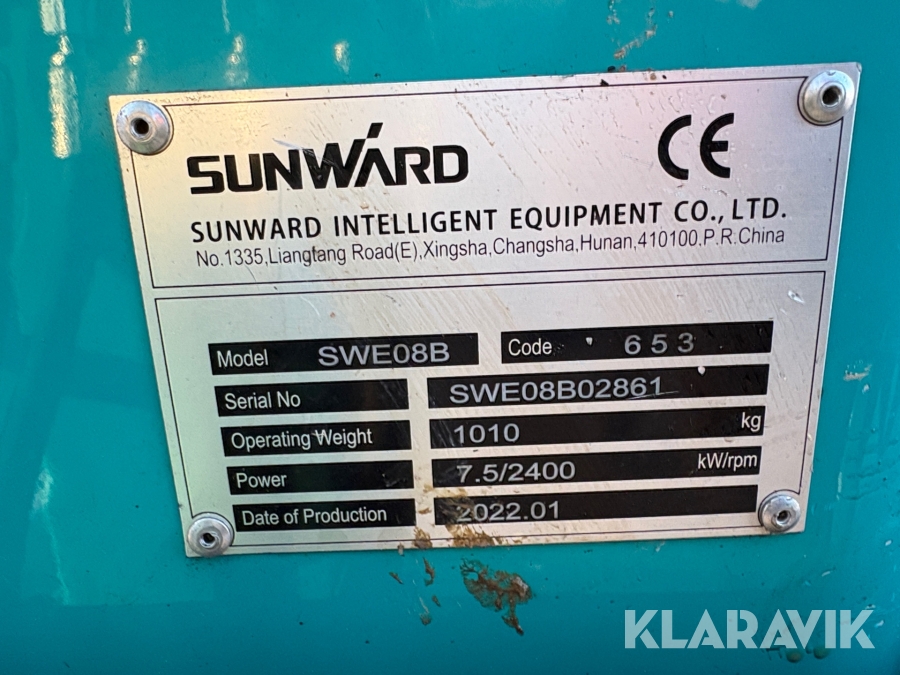 SUNWARD CE
SUNWARD INTELLIGENT EQUIPMENT CO., LTD.
No.1335,Liangtang Road(E),Xingsha,Changsha,Hunan,410100.P.R.China
Model SWE08B Code 653
Serial No SWE08B02861
Operating Weight 1010 kg
Power 7.5/2400 kW/rpm
Date of Production 2022.01
KLARAVIK